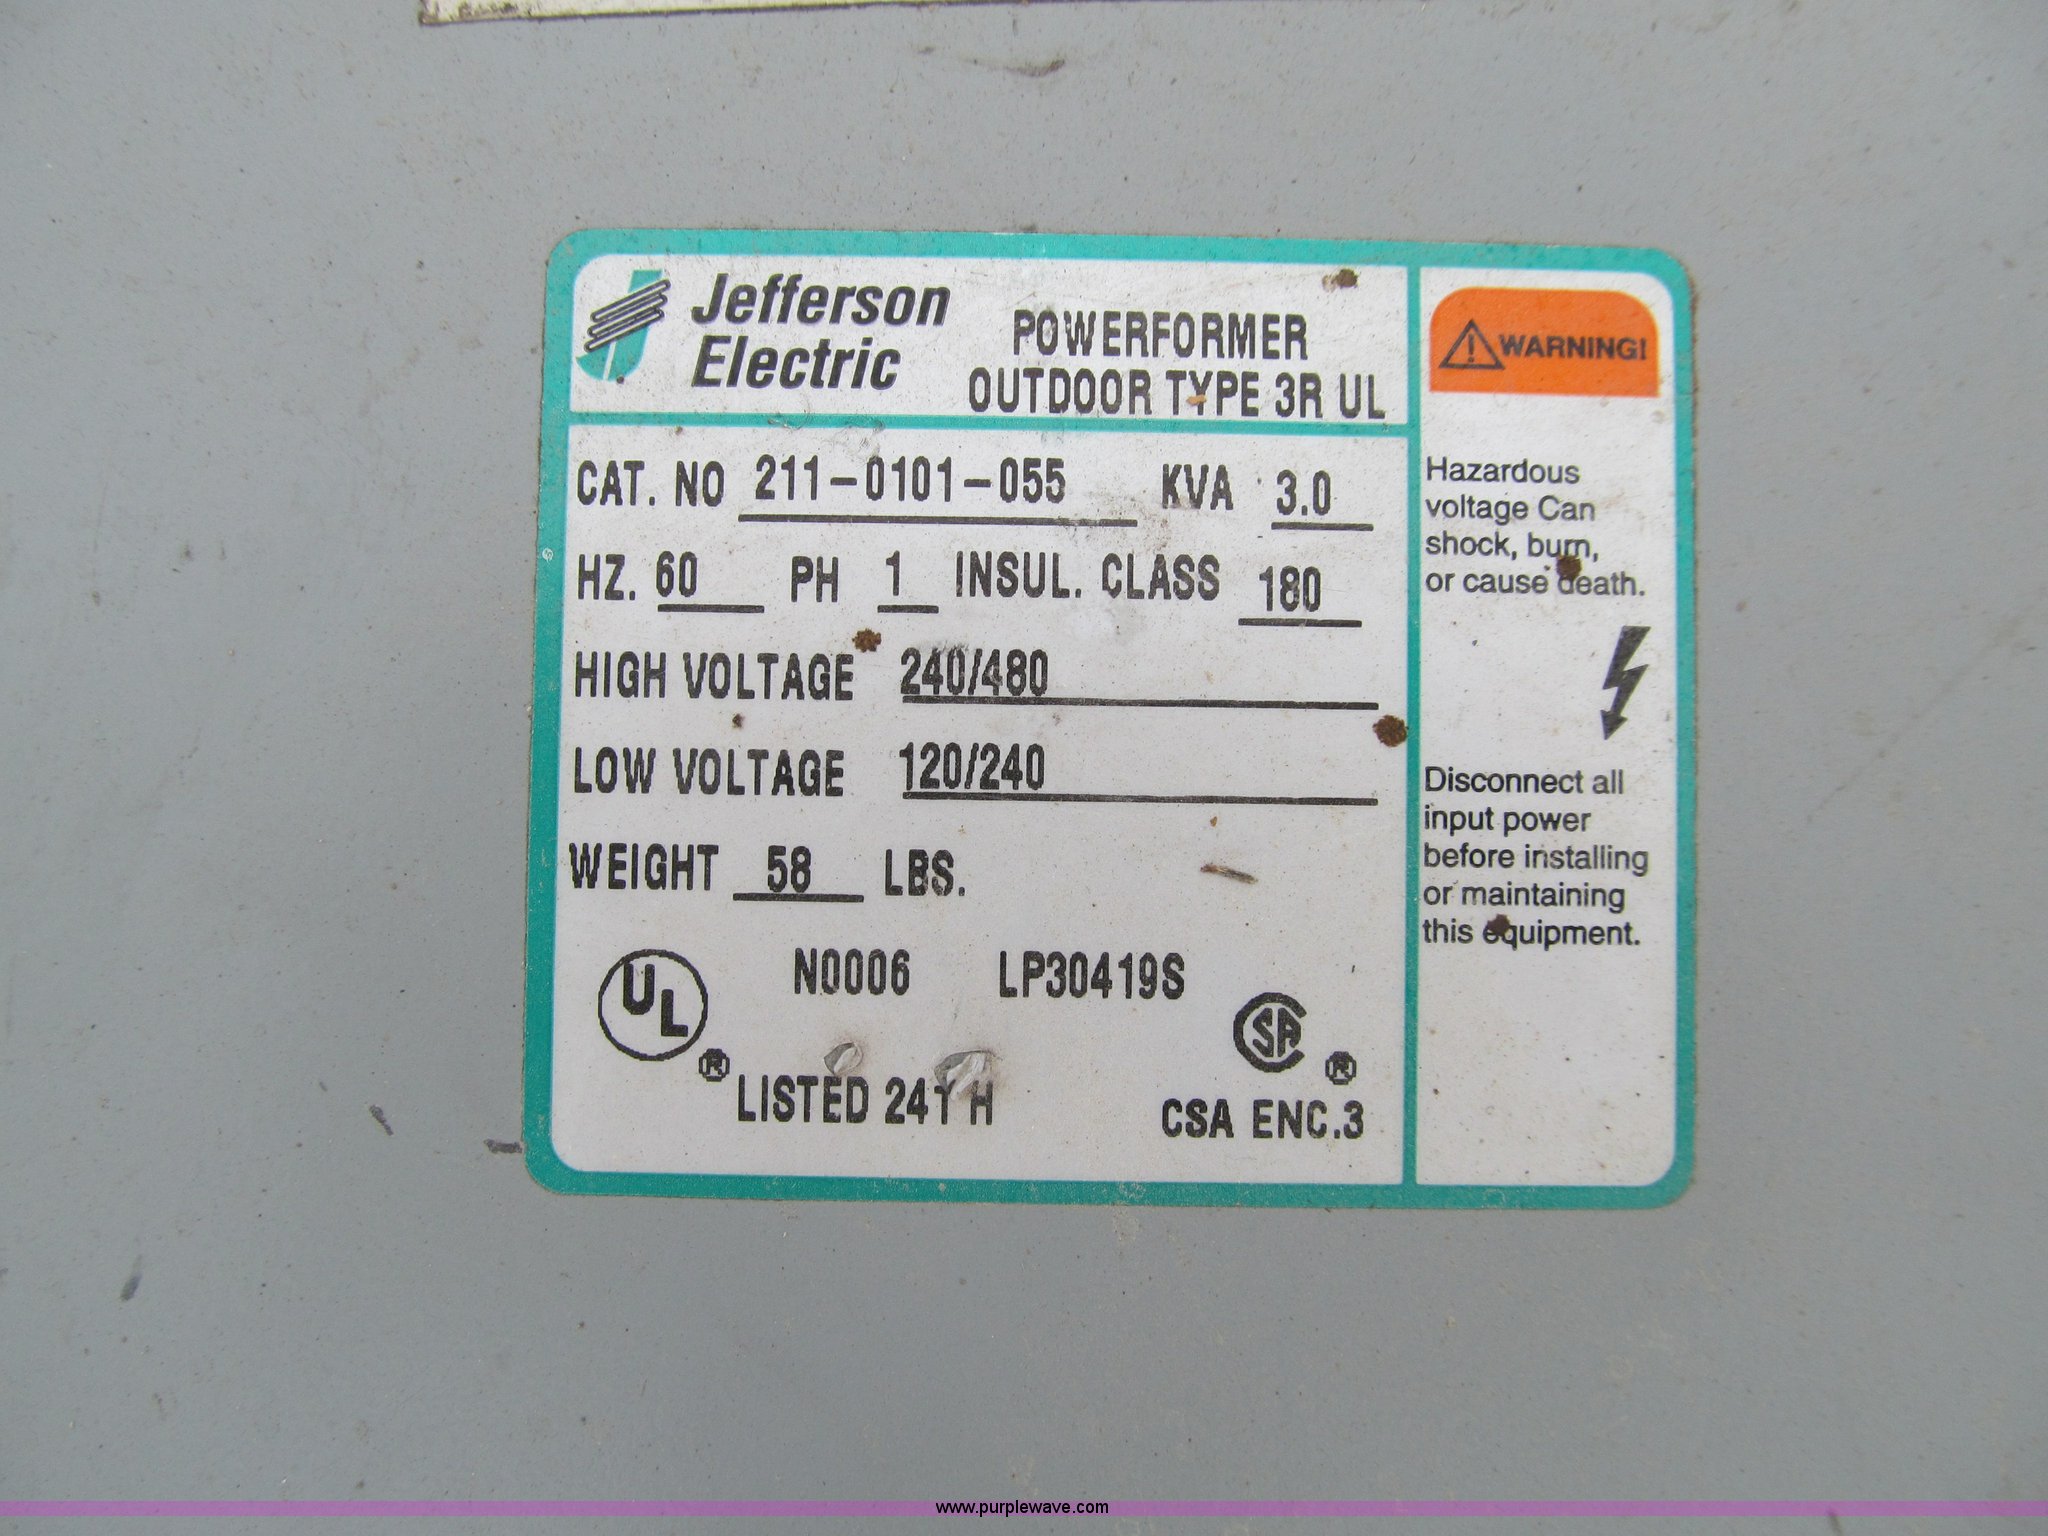 Jefferson
Electric
POWERFORMER
OUTDOOR TYPE 3R UL
CAT. NO 211-0101-055 KVA 3.0
HZ. 60 PH 1 INSUL. CLASS 180
HIGH VOLTAGE 240/480
LOW VOLTAGE 120/240
WEIGHT 58 LBS.
N0006 LP30419S
UL ®
LISTED 241 H
CSA ®
CSA ENC.3
WARNING!
Hazardous
voltage Can
shock, burn,
or cause death.
Disconnect all
input power
before installing
or maintaining
this equipment.
www.purplewave.com